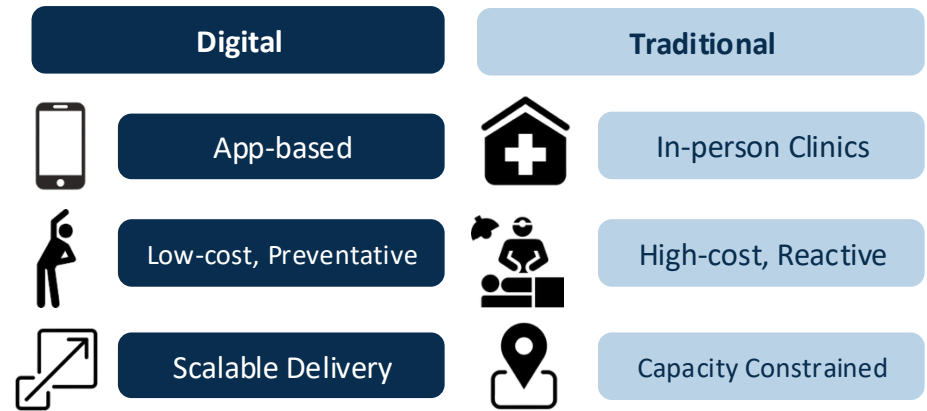 Digital
Traditional
App-based
In-person Clinics
Low-cost, Preventative
High-cost, Reactive
Scalable Delivery
Capacity Constrained